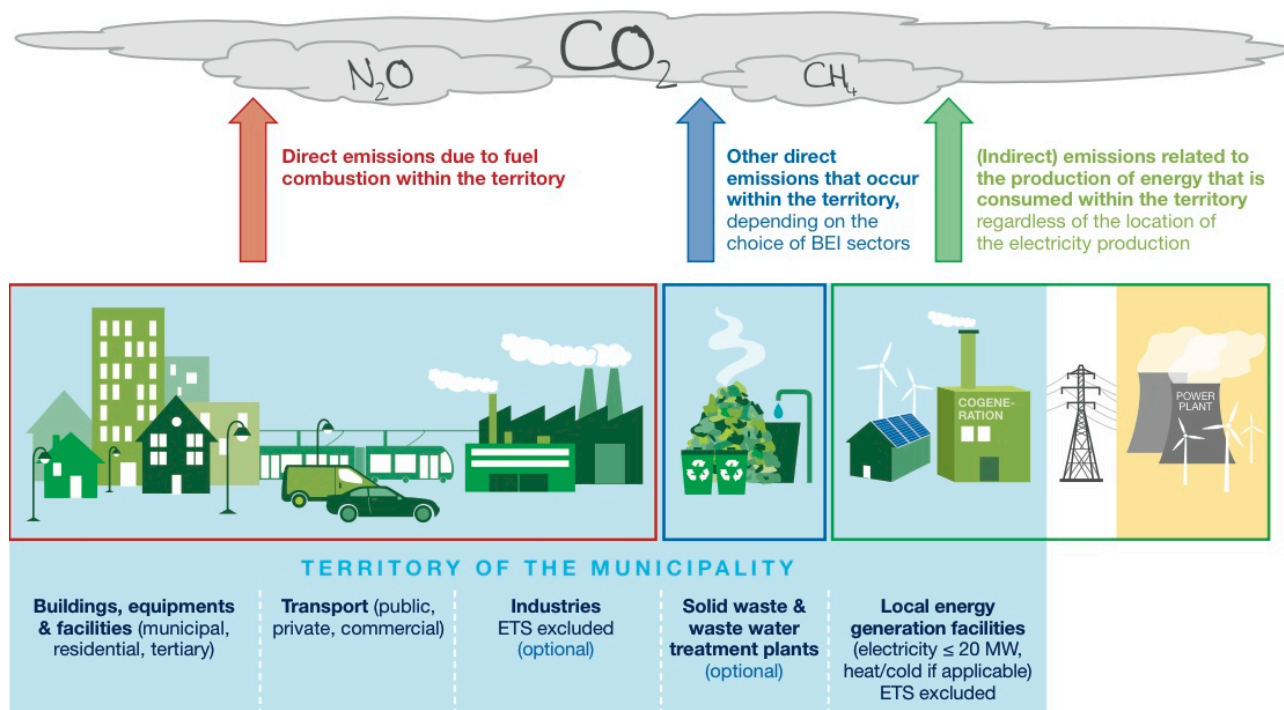 CO₂
N₂O
CH₄
Direct emissions due to fuel
combustion within the territory
Other direct
emissions that occur
within the territory,
depending on the
choice of BEI sectors
(Indirect) emissions related to
the production of energy that is
consumed within the territory
regardless of the location of
the electricity production
COGENE-
RATION
POWER
PLANT
TERRITORY OF THE MUNICIPALITY
Buildings, equipments
& facilities (municipal,
residential, tertiary)
Transport (public,
private, commercial)
Industries
ETS excluded
(optional)
Solid waste &
waste water
treatment plants
(optional)
Local energy
generation facilities
(electricity ≤ 20 MW,
heat/cold if applicable)
ETS excluded